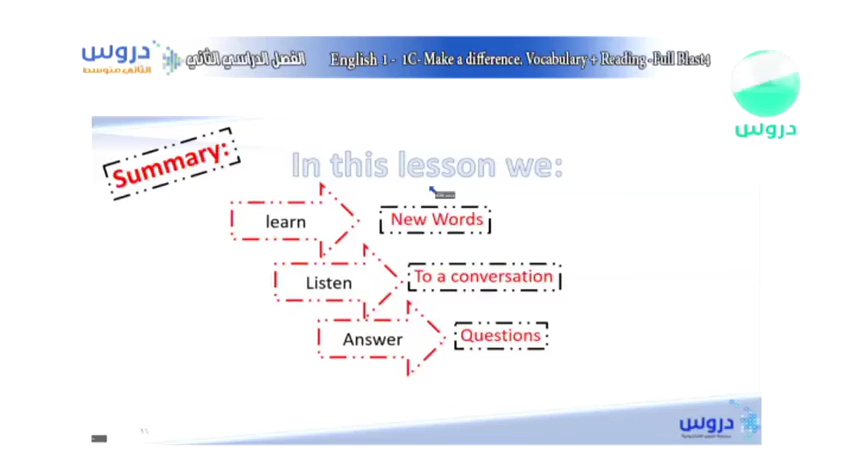 دروس
الثاني متوسط
الفصل الدراسي الثاني
English 1 - 1C- Make a difference. Vocabulary + Reading -Full Blast4
دروس
Summary:
In this lesson we:
learn
New Words
Listen
To a conversation
Answer
Questions
دروس